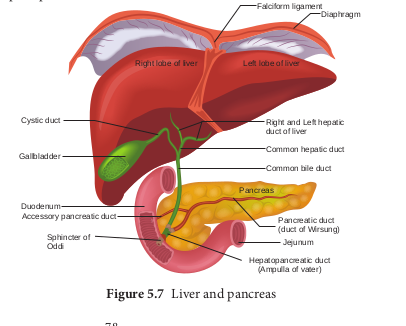 Falciform ligament
Diaphragm
Right lobe of liver
Left lobe of liver
Cystic duct
Right and Left hepatic
duct of liver
Common hepatic duct
Gallbladder
Common bile duct
Pancreas
Duodenum
Accessory pancreatic duct
Pancreatic duct
(duct of Wirsung)
Sphincter of
Oddi
Jejunum
Hepatopancreatic duct
(Ampulla of vater)
Figure 5.7 Liver and pancreas